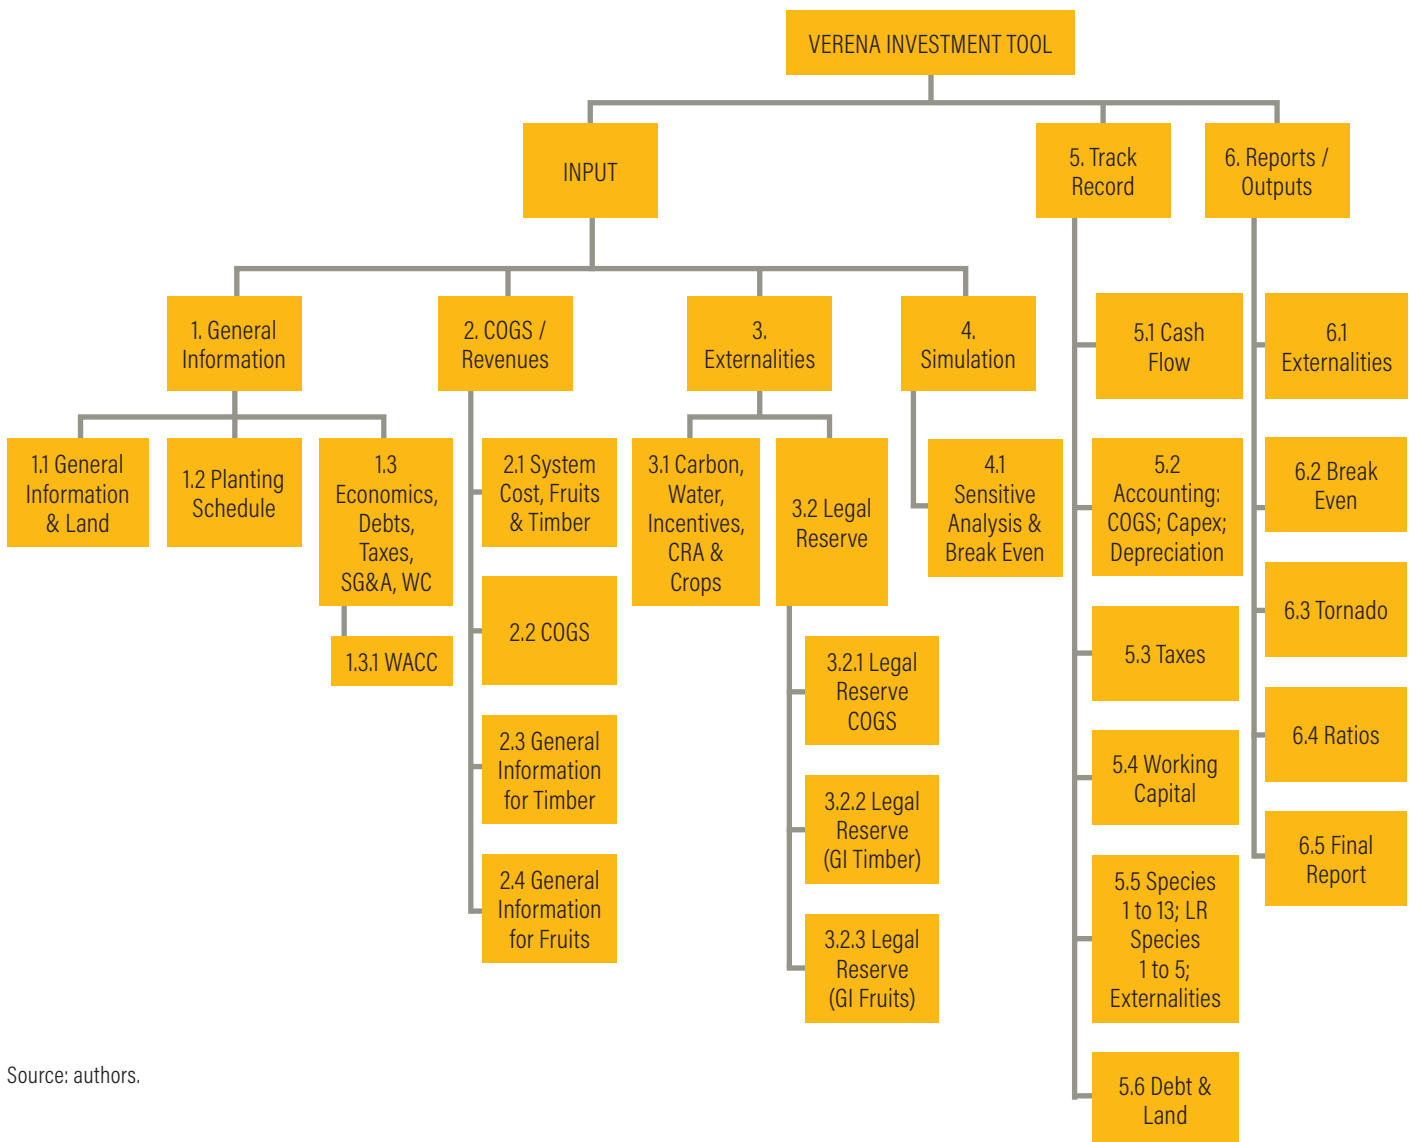 VERENA INVESTMENT TOOL
INPUT
5. Track
Record
6. Reports /
Outputs
1. General
Information
2. COGS /
Revenues
3.
Externalities
4.
Simulation
1.1 General
Information
& Land
1.2 Planting
Schedule
1.3
Economics,
Debts,
Taxes,
SG&A, WC
1.3.1 WACC
2.1 System
Cost, Fruits
& Timber
2.2 COGS
2.3 General
Information
for Timber
2.4 General
Information
for Fruits
3.1 Carbon,
Water,
Incentives,
CRA &
Crops
3.2 Legal
Reserve
3.2.1 Legal
Reserve
COGS
3.2.2 Legal
Reserve
(GI Timber)
3.2.3 Legal
Reserve
(GI Fruits)
4.1
Sensitive
Analysis &
Break Even
5.1 Cash
Flow
5.2
Accounting:
COGS; Capex;
Depreciation
5.3 Taxes
5.4 Working
Capital
5.5 Species
1 to 13; LR
Species
1 to 5;
Externalities
5.6 Debt &
Land
6.1
Externalities
6.2 Break
Even
6.3 Tornado
6.4 Ratios
6.5 Final
Report
Source: authors.